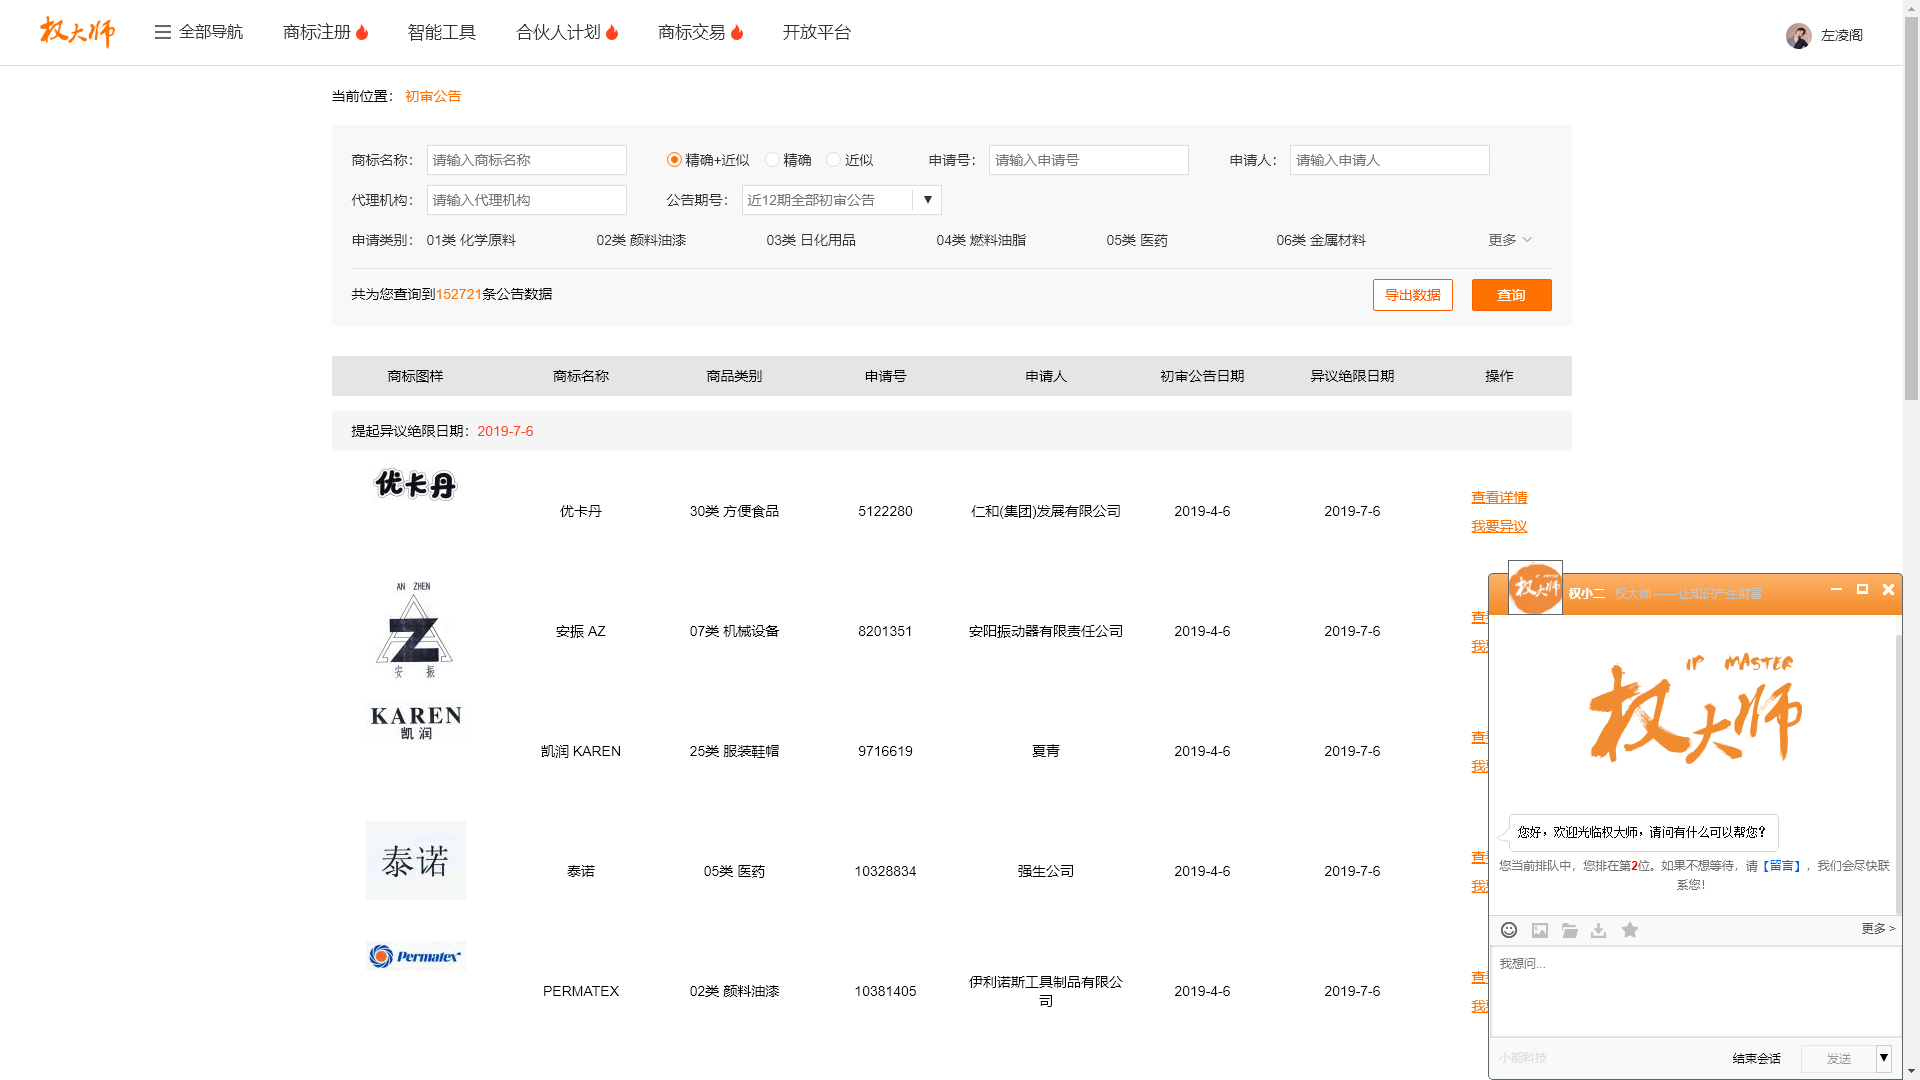 权大师 全部导航 商标注册 智能工具 合伙人计划 商标交易 开放平台 左凌阁
当前位置： 初审公告
商标名称： 请输入商标名称 精确+近似 精确 近似 申请号： 请输入申请号 申请人： 请输入申请人
代理机构： 请输入代理机构 公告期号： 近12期全部初审公告 ▼
申请类别： 01类 化学原料 02类 颜料油漆 03类 日化用品 04类 燃料油脂 05类 医药 06类 金属材料 更多
共为您查询到152721条公告数据 导出数据 查询
商标图样 商标名称 商品类别 申请号 申请人 初审公告日期 异议绝限日期 操作
提起异议绝限日期：2019-7-6
优卡丹
优卡丹 30类 方便食品 5122280 仁和(集团)发展有限公司 2019-4-6 2019-7-6
查看详情
我要异议
AN ZHEN
Z
安 振
安振 AZ 07类 机械设备 8201351 安阳振动器有限责任公司 2019-4-6 2019-7-6
KAREN
凯润
凯润 KAREN 25类 服装鞋帽 9716619 夏青 2019-4-6 2019-7-6
泰诺
泰诺 05类 医药 10328834 强生公司 2019-4-6 2019-7-6
Permatex
PERMATEX 02类 颜料油漆 10381405 伊利诺斯工具制品有限公
司 2019-4-6 2019-7-6
IP MASTER
权大师
权小二 权大师 ——让知识产生财富
IP MASTER
权大师
您好，欢迎光临权大师，请问有什么可以帮您？
您当前排队中，您排在第2位。如果不想等待，请【留言】，我们会尽快联
系您！
更多 >
我想问...
小能科技 结束会话 发送 ▼